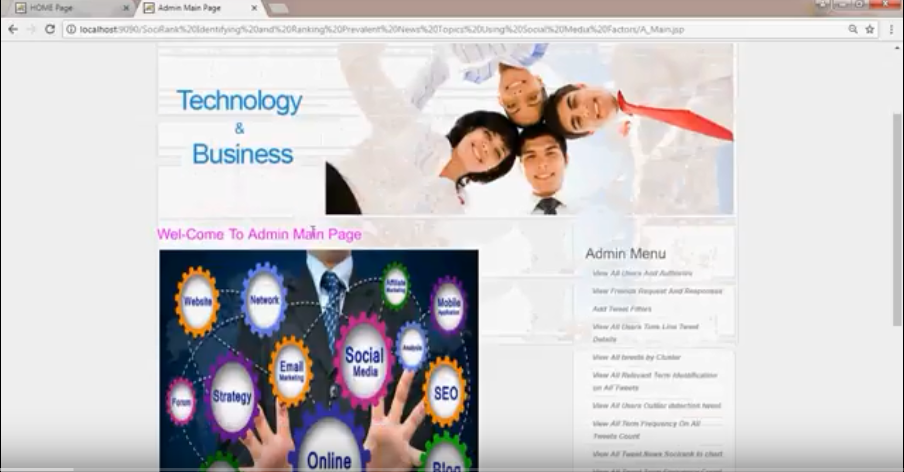 HOME Page
Admin Main Page
localhost:9090/SociRank%20Identifying%20and%20Ranking%20Prevalent%20News%20Topics%20Using%20Social%20Media%20Factors/A_Main.jsp
Technology
&
Business
Wel-Come To Admin Main Page
Website
Network
Affiliate
Marketing
Mobile
Application
Email
Marketing
Social
Media
Analysis
Forum
Strategy
SEO
Online
Blog
Admin Menu
View All Users And Authorize
View Friends Request And Responses
Add Tweet Filters
View All Users Time Line Tweet
Details
View All tweets by Cluster
View All Relevant Term Identification
on All Tweets
View All Users Outlier detection
View All Term Frequency On All
Tweets Count
View All Tweet News Socirank In chart